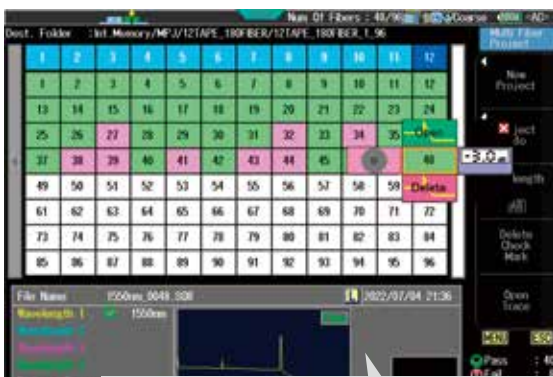 Num Of Fibers : 48/96
Coarse
Dest. Folder :Int.Memory/MPJ/12TAPE_180FIBER/12TAPE_180FIBER_1_96
Multi Fiber
Project
1 2 3 4 5 6 7 8 9 10 11 12
1 2 3 4 5 6 7 8 9 10 11 12
13 14 15 16 17 18 19 20 21 22 23 24
25 26 27 28 29 30 31 32 33 34 35 Open
37 38 39 40 41 42 43 44 45 48
49 50 51 52 53 54 55 56 57 58 59 Delete
61 62 63 64 65 66 67 68 69 70 71 72
73 74 75 76 77 78 79 80 81 82 83 84
85 86 87 88 89 90 91 92 93 94 95 96
New
Project
Delete
Check
Mark
Open
Trace
MENU ESC
Pass
Fail
File Name 1550nm_0048.SOR 2022/07/04 21:36
Wavelength 1 1550nm